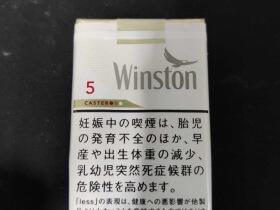 Winston
5
CASTER
妊娠中の喫煙は、胎児
の発育不全のほか、早
産や出生体重の減少、
乳幼児突然死症候群の
危険性を高めます。
「less」の表現は、健康への悪影響が他製